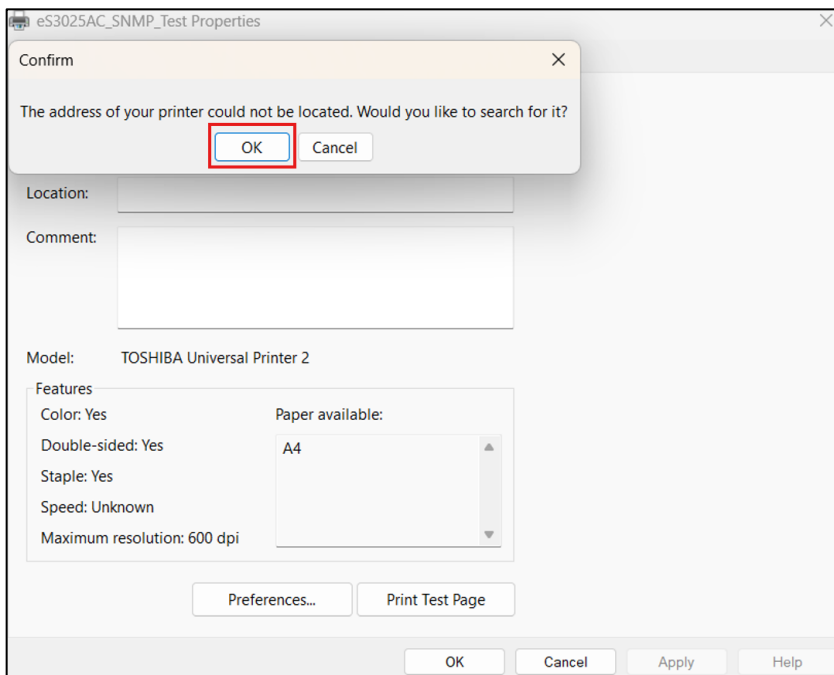 eS3025AC_SNMP_Test Properties
Confirm
The address of your printer could not be located. Would you like to search for it?
OK Cancel
Location:
Comment:
Model: TOSHIBA Universal Printer 2
Features
Color: Yes
Paper available:
Double-sided: Yes
A4
Staple: Yes
Speed: Unknown
Maximum resolution: 600 dpi
Preferences... Print Test Page
OK Cancel Apply Help